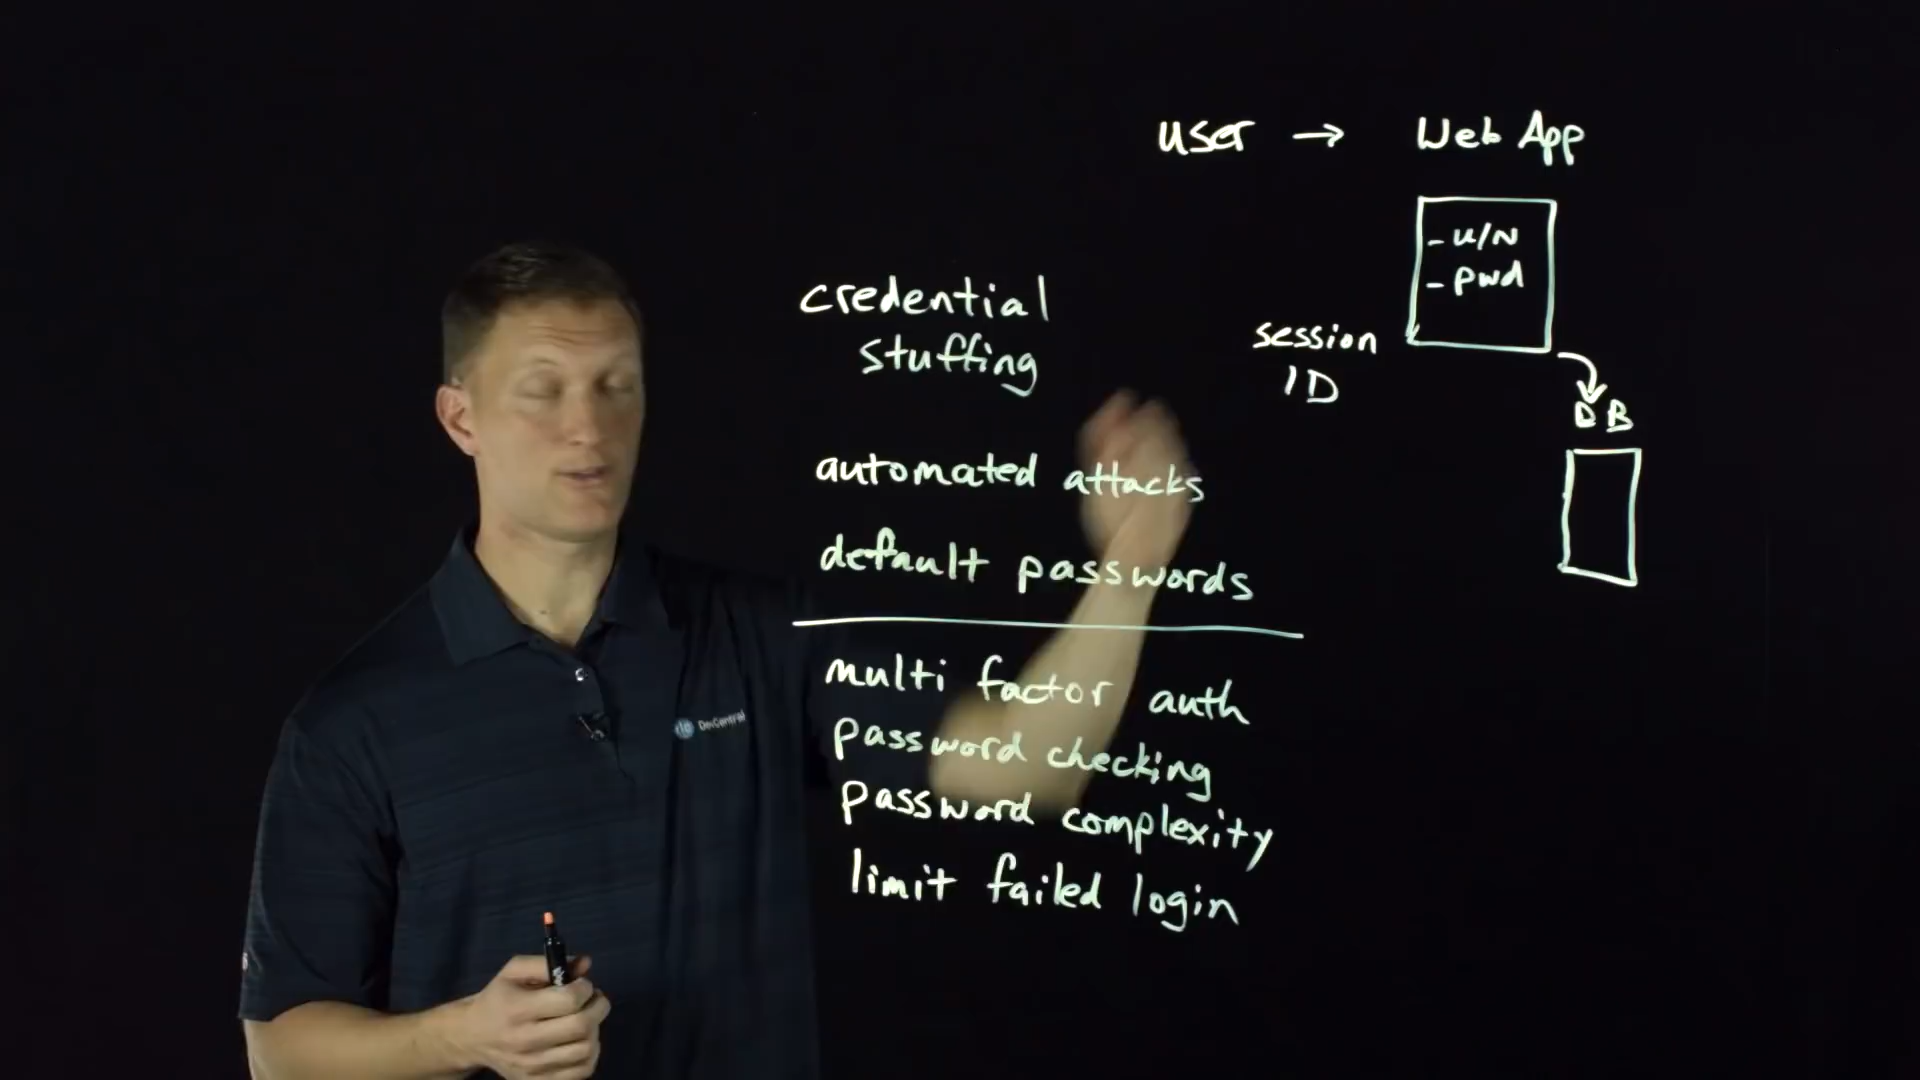 user → Web App
- u/N
- pwd
session
ID
DB
credential
stuffing
automated attacks
default passwords
multi factor auth
password checking
password complexity
limit failed login
DevCentral